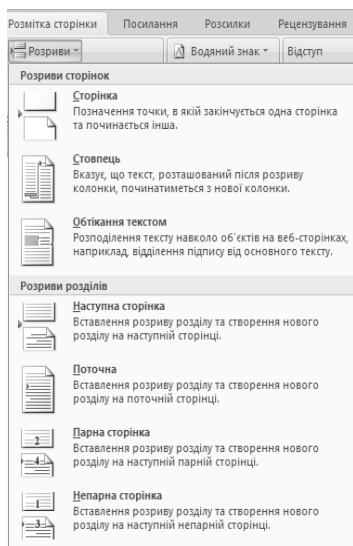 Розмітка сторінки Посилання Розсилки Рецензування
Розриви Водяний знак Відступ
Розриви сторінок
Сторінка
Позначення точки, в якій закінчується одна сторінка
та починається інша.
Стовпець
Вказує, що текст, розташований після розриву
колонки, починатиметься з нової колонки.
Обтікання текстом
Розподілення тексту навколо об'єктів на веб-сторінках,
наприклад, відділення підпису від основного тексту.
Розриви розділів
Наступна сторінка
Вставлення розриву розділу та створення нового
розділу на наступній сторінці.
Поточна
Вставлення розриву розділу та створення нового
розділу на поточній сторінці.
Парна сторінка
Вставлення розриву розділу та створення нового
розділу на наступній парній сторінці.
2
4
Непарна сторінка
Вставлення розриву розділу та створення нового
розділу на наступній непарній сторінці.
1
3